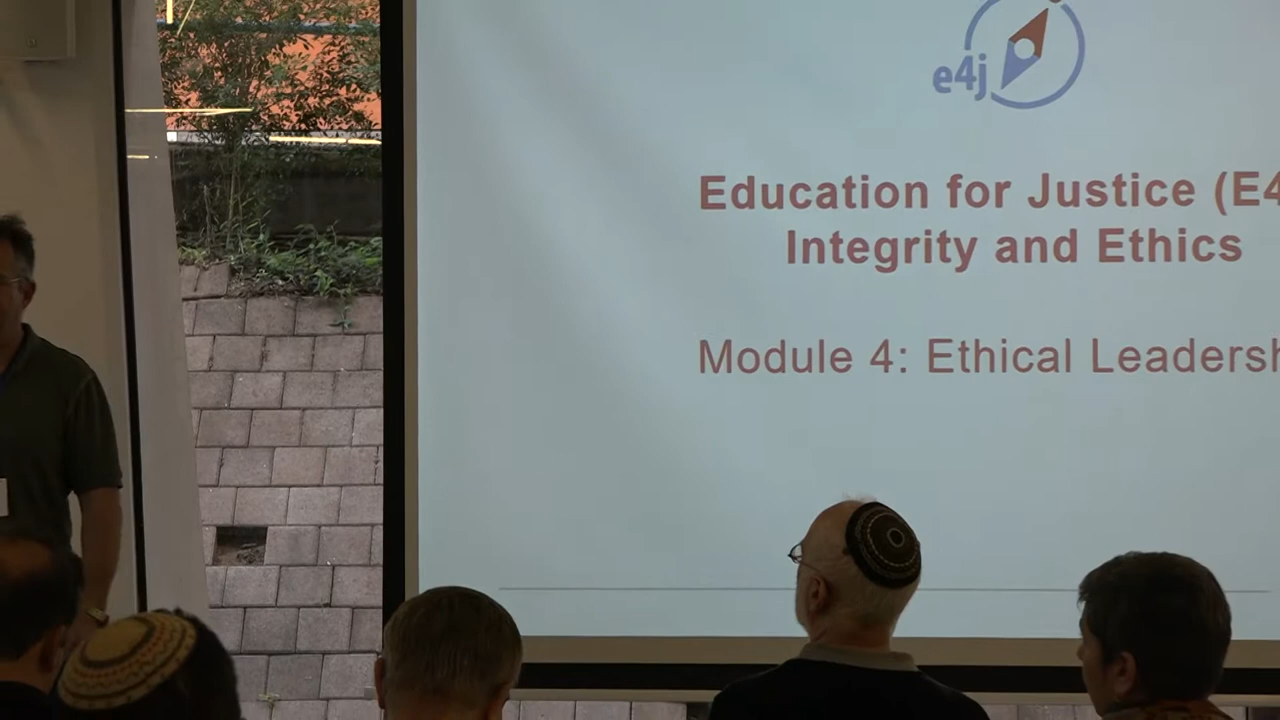 e4j
Education for Justice (E4
Integrity and Ethics
Module 4: Ethical Leadersh